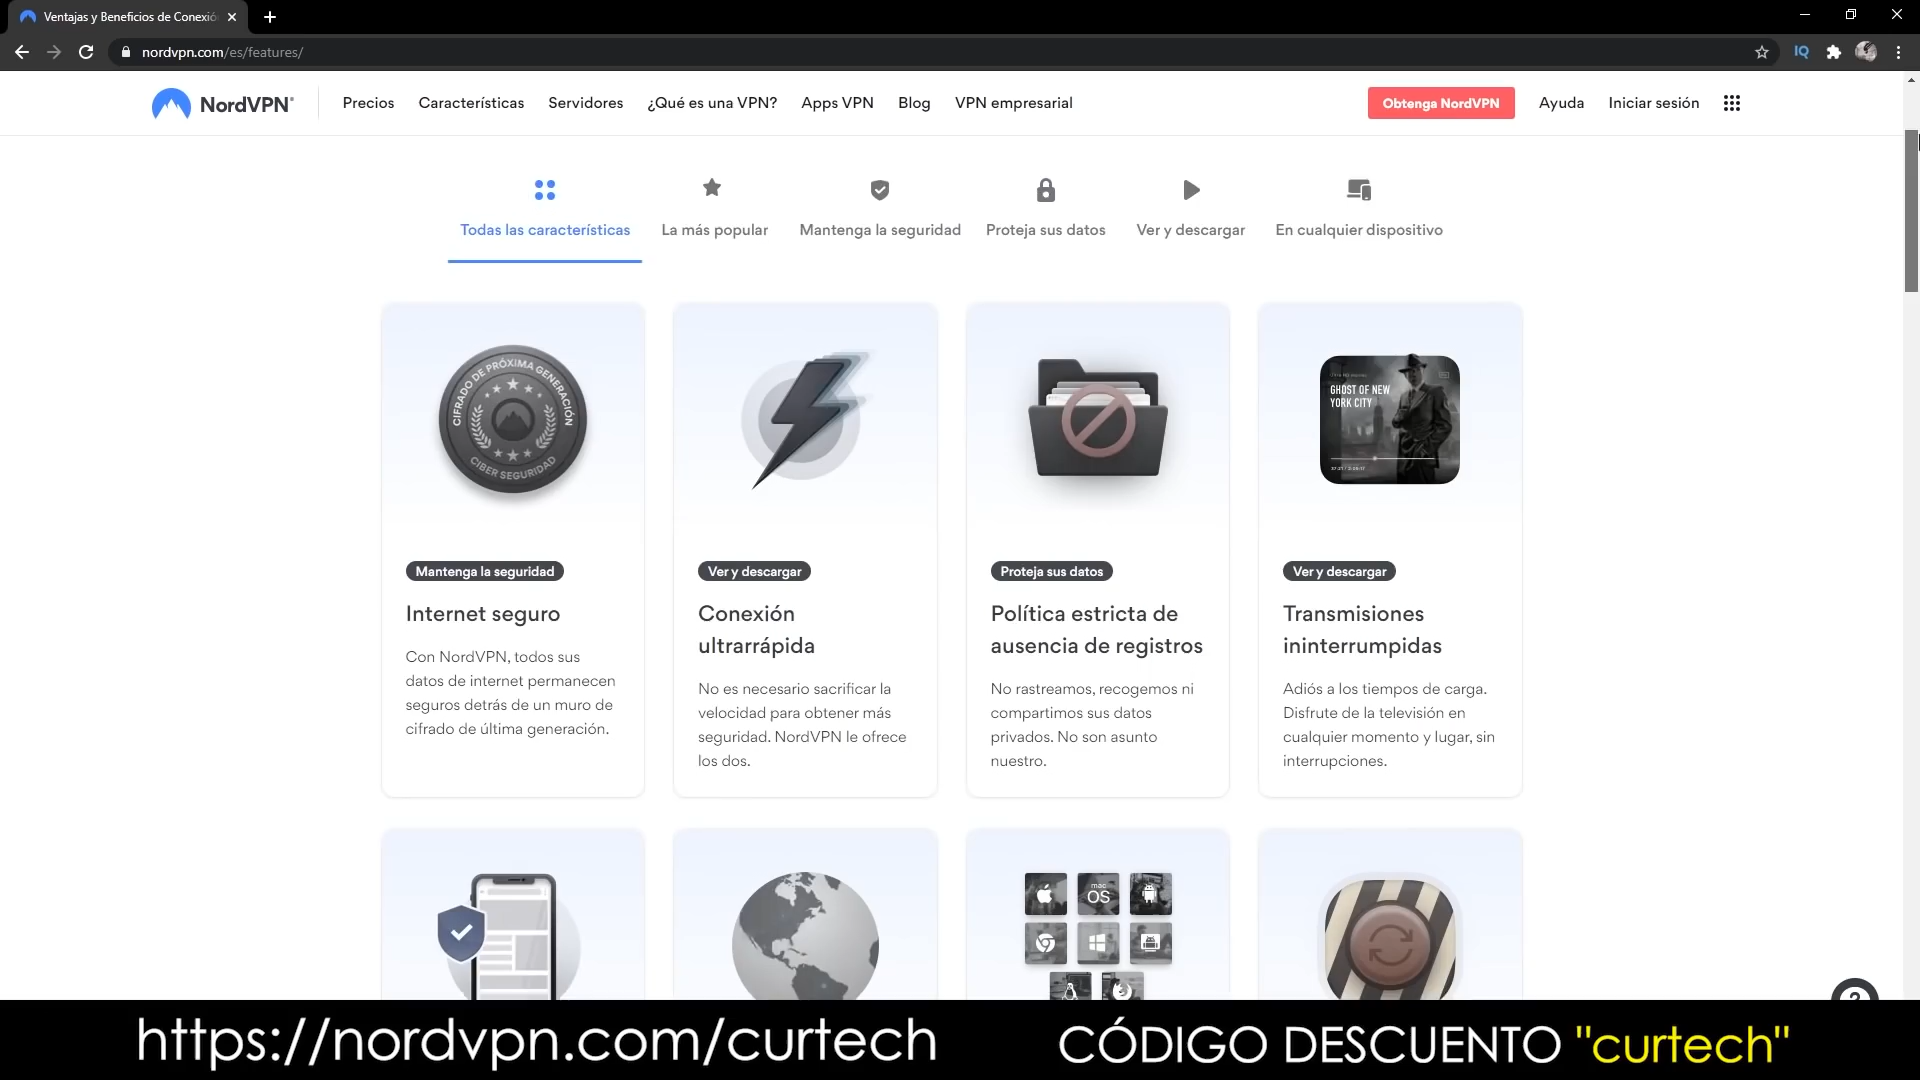 Ventajas y Beneficios de Conexió
nordvpn.com/es/features/
IQ
NordVPN®
Precios
Características
Servidores
¿Qué es una VPN?
Apps VPN
Blog
VPN empresarial
Obtenga NordVPN
Ayuda
Iniciar sesión
Todas las características
La más popular
Mantenga la seguridad
Proteja sus datos
Ver y descargar
En cualquier dispositivo
CIFRADO DE PRÓXIMA GENERACIÓN
CIBER SEGURIDAD
GHOST OF NEW
YORK CITY
Mantenga la seguridad
Internet seguro
Con NordVPN, todos sus
datos de internet permanecen
seguros detrás de un muro de
cifrado de última generación.
Ver y descargar
Conexión
ultrarrápida
No es necesario sacrificar la
velocidad para obtener más
seguridad. NordVPN le ofrece
los dos.
Proteja sus datos
Política estricta de
ausencia de registros
No rastreamos, recogemos ni
compartimos sus datos
privados. No son asunto
nuestro.
Ver y descargar
Transmisiones
ininterrumpidas
Adiós a los tiempos de carga.
Disfrute de la televisión en
cualquier momento y lugar, sin
interrupciones.
mac
OS
https://nordvpn.com/curtech
CÓDIGO DESCUENTO "curtech"